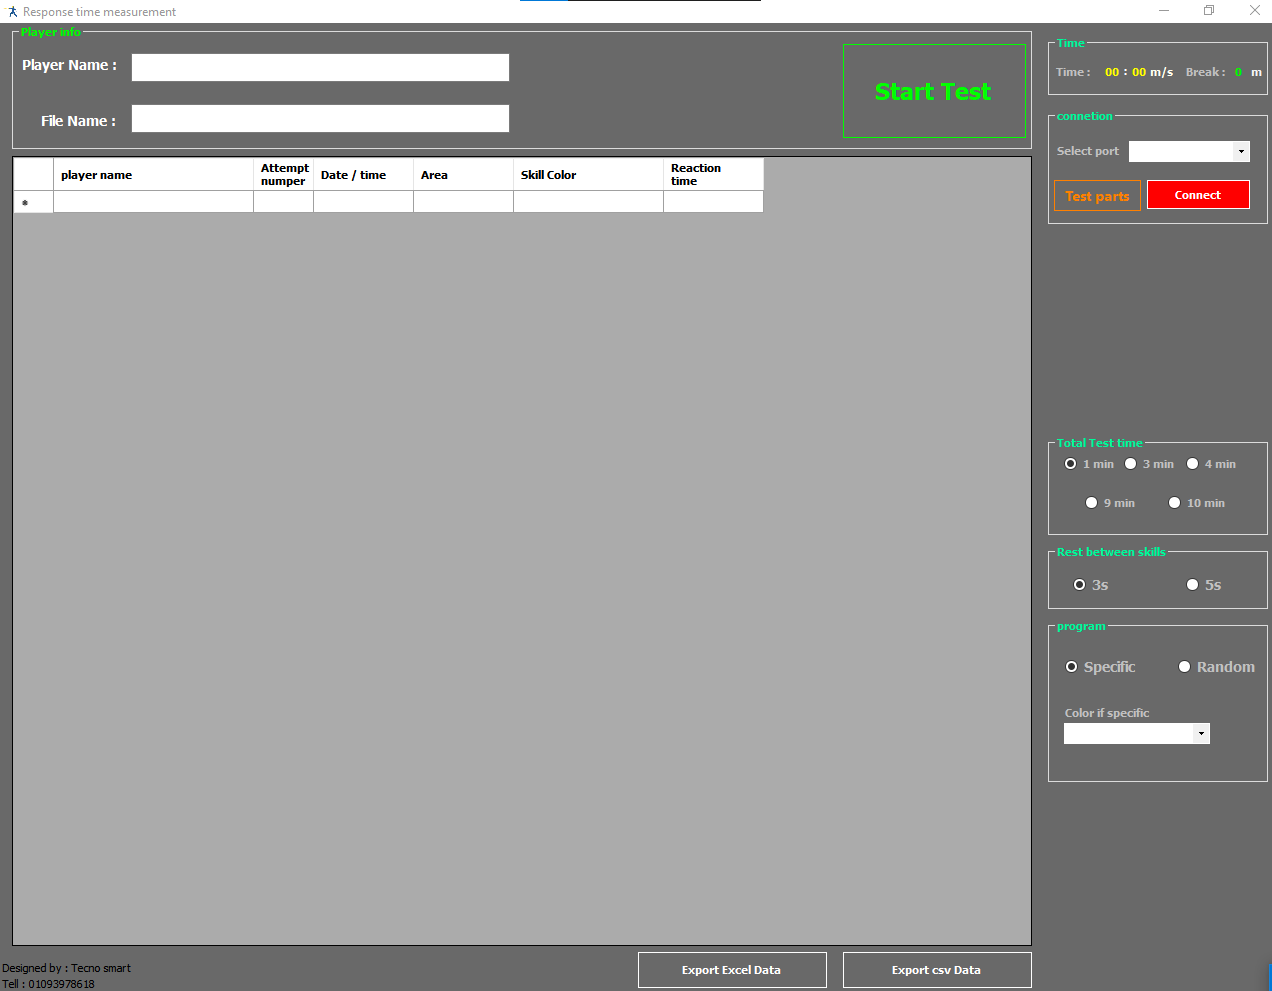 Response time measurement
Player info
Player Name :
File Name :
Start Test
Time
Time : 00 : 00 m/s Break : 0 m
connetion
Select port
Test parts
Connect
player name
Attempt numper
Date / time
Area
Skill Color
Reaction time
*
Total Test time
1 min 3 min 4 min
9 min 10 min
Rest between skills
3s 5s
program
Specific Random
Color if specific
Export Excel Data
Export csv Data
Designed by : Tecno smart
Tell : 01093978618